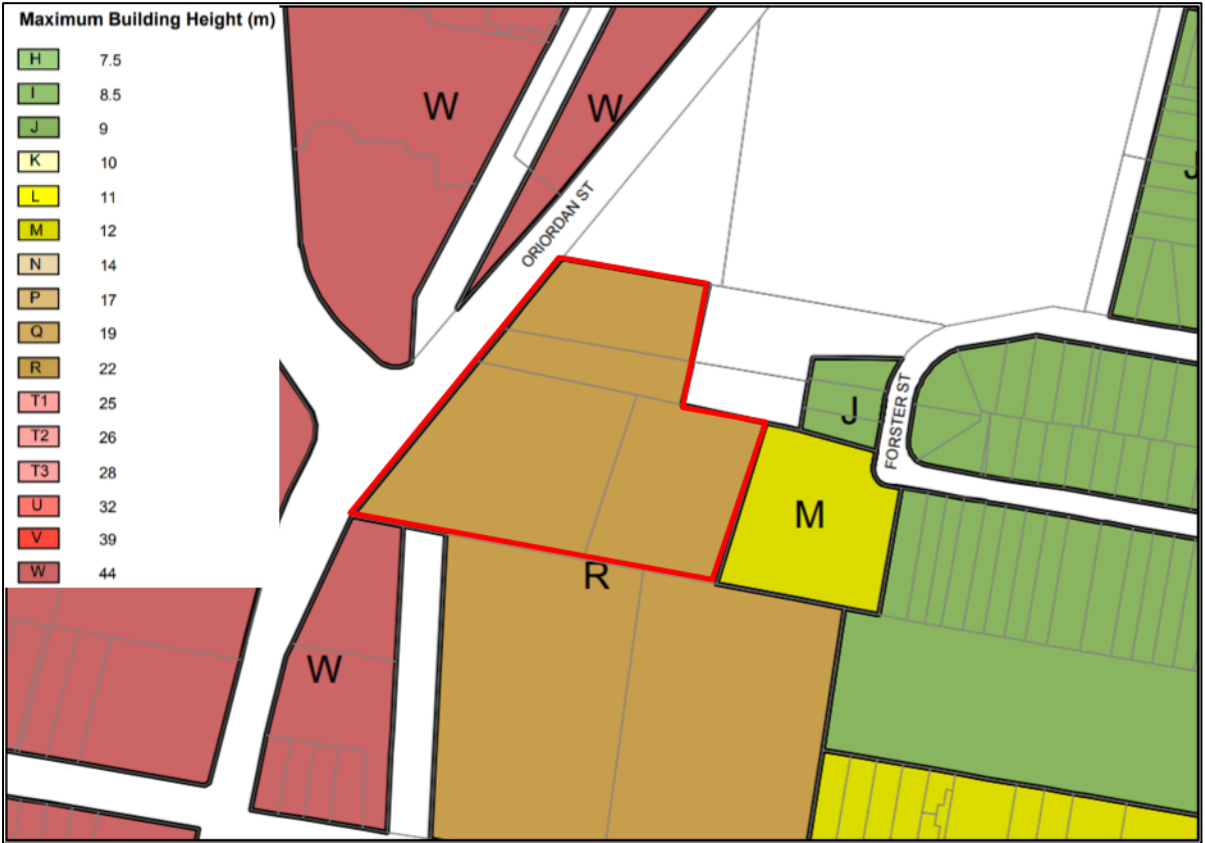 Maximum Building Height (m)
H 7.5
I 8.5
J 9
K 10
L 11
M 12
N 14
P 17
Q 19
R 22
T1 25
T2 26
T3 28
U 32
V 39
W 44
W
W
ORIORDAN ST
J
J
FORSTER ST
M
R
W